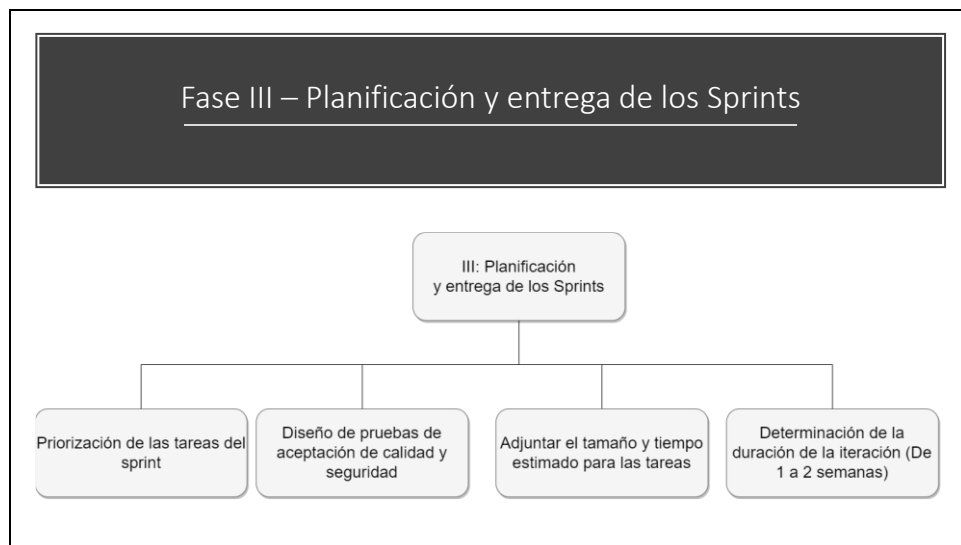 Fase III – Planificación y entrega de los Sprints
III: Planificación
y entrega de los Sprints
Priorización de las tareas del
sprint
Diseño de pruebas de
aceptación de calidad y
seguridad
Adjuntar el tamaño y tiempo
estimado para las tareas
Determinación de la
duración de la iteración (De
1 a 2 semanas)